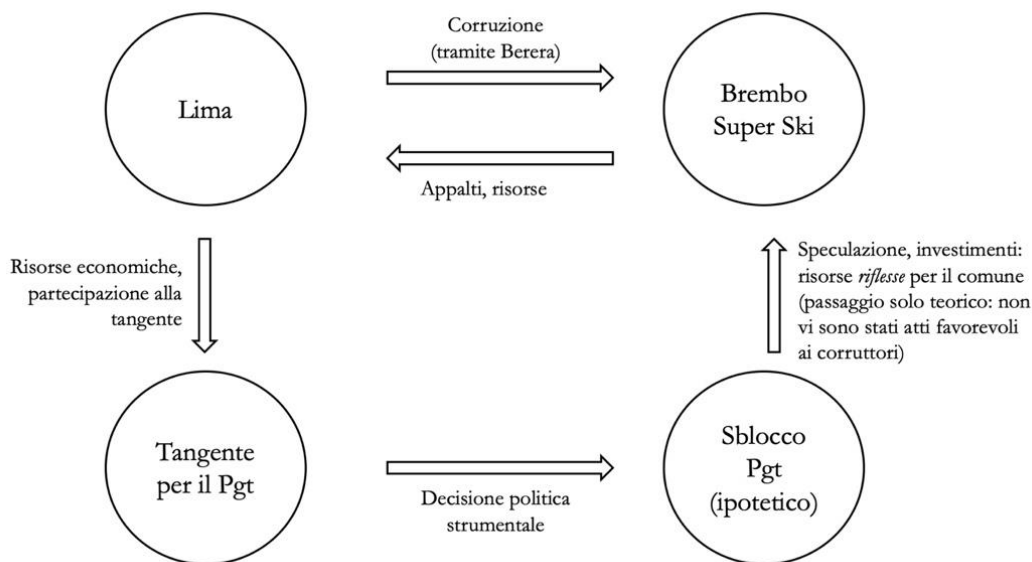 Corruzione
(tramite Berera)
Lima
Brembo
Super Ski
Appalti, risorse
Risorse economiche,
partecipazione alla
tangente
Speculazione, investimenti:
risorse riflesse per il comune
(passaggio solo teorico: non
vi sono stati atti favorevoli
ai corruttori)
Tangente
per il Pgt
Decisione politica
strumentale
Sblocco
Pgt
(ipotetico)